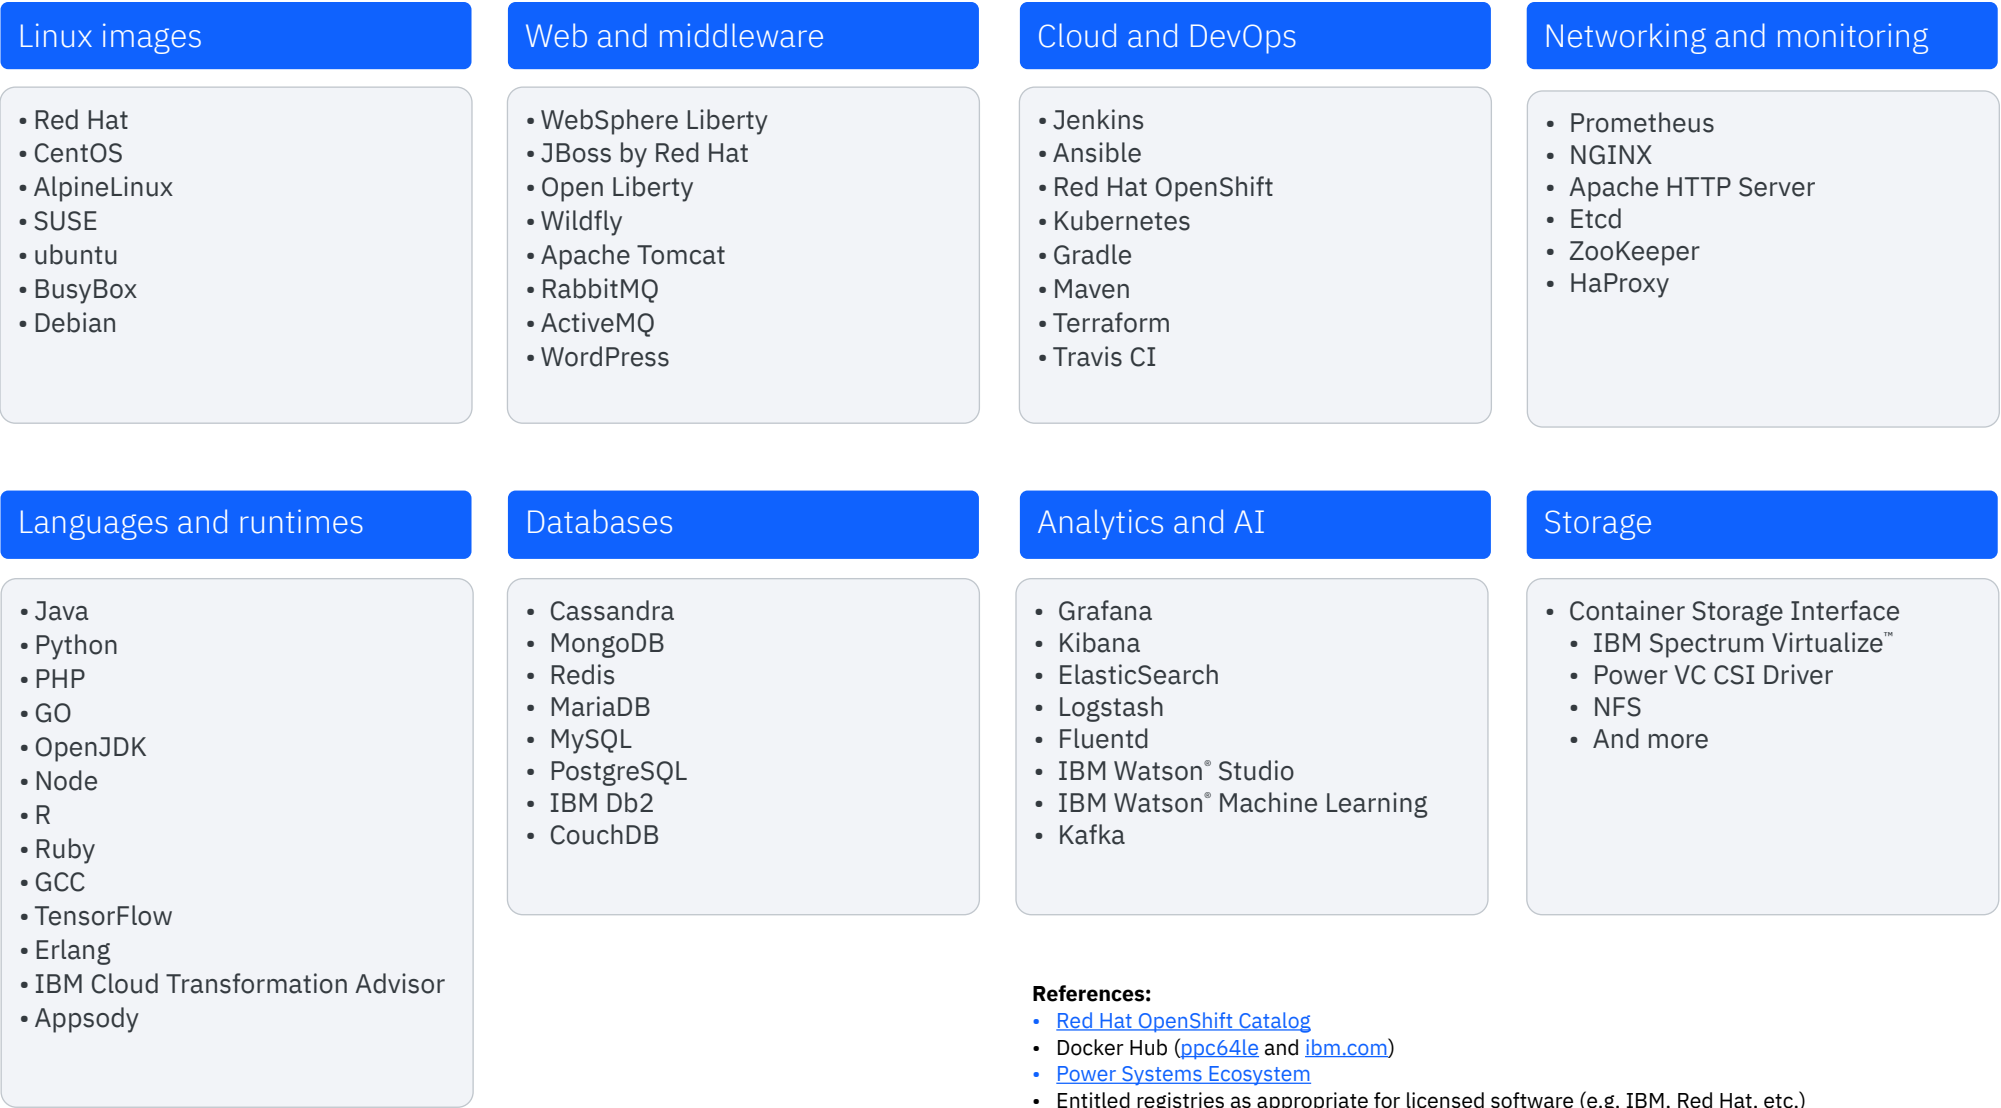 Linux images
• Red Hat
• CentOS
• AlpineLinux
• SUSE
• ubuntu
• BusyBox
• Debian
Web and middleware
• WebSphere Liberty
• JBoss by Red Hat
• Open Liberty
• Wildfly
• Apache Tomcat
• RabbitMQ
• ActiveMQ
• WordPress
Cloud and DevOps
• Jenkins
• Ansible
• Red Hat OpenShift
• Kubernetes
• Gradle
• Maven
• Terraform
• Travis CI
Networking and monitoring
• Prometheus
• NGINX
• Apache HTTP Server
• Etcd
• ZooKeeper
• HaProxy
Languages and runtimes
• Java
• Python
• PHP
• GO
• OpenJDK
• Node
• R
• Ruby
• GCC
• TensorFlow
• Erlang
• IBM Cloud Transformation Advisor
• Appsody
Databases
• Cassandra
• MongoDB
• Redis
• MariaDB
• MySQL
• PostgreSQL
• IBM Db2
• CouchDB
Analytics and AI
• Grafana
• Kibana
• ElasticSearch
• Logstash
• Fluentd
• IBM Watson® Studio
• IBM Watson® Machine Learning
• Kafka
Storage
• Container Storage Interface
• IBM Spectrum Virtualize™
• Power VC CSI Driver
• NFS
• And more
References:
• Red Hat OpenShift Catalog
• Docker Hub (ppc64le and ibm.com)
• Power Systems Ecosystem
• Entitled registries as appropriate for licensed software (e.g. IBM, Red Hat, etc.)